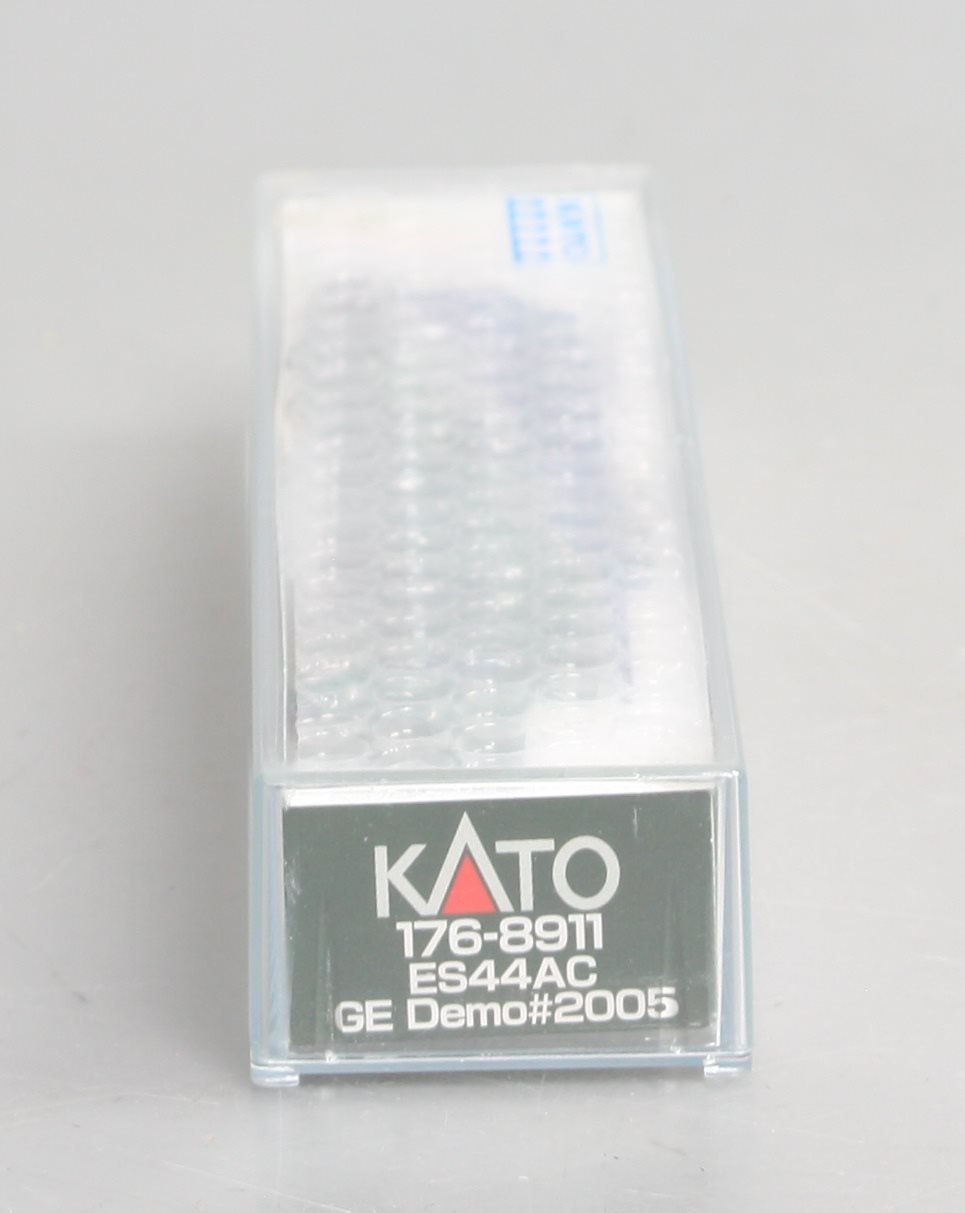 KATO
176-8911
ES44AC
GE Demo#2005